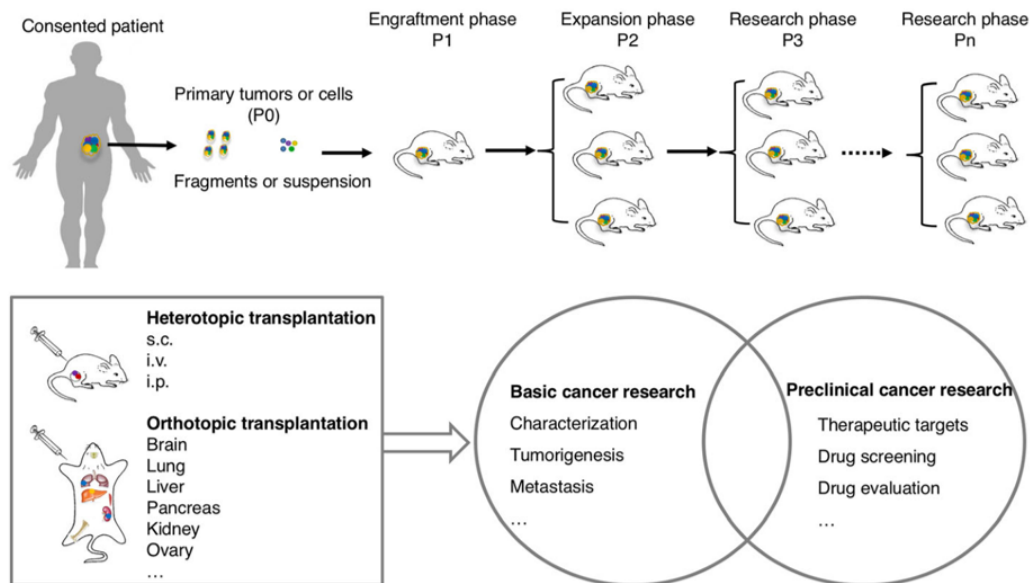 Consented patient
Primary tumors or cells
(P0)
Fragments or suspension
Engraftment phase
P1
Expansion phase
P2
Research phase
P3
Research phase
Pn
Heterotopic transplantation
s.c.
i.v.
i.p.
Orthotopic transplantation
Brain
Lung
Liver
Pancreas
Kidney
Ovary
...
Basic cancer research
Characterization
Tumorigenesis
Metastasis
...
Preclinical cancer research
Therapeutic targets
Drug screening
Drug evaluation
...